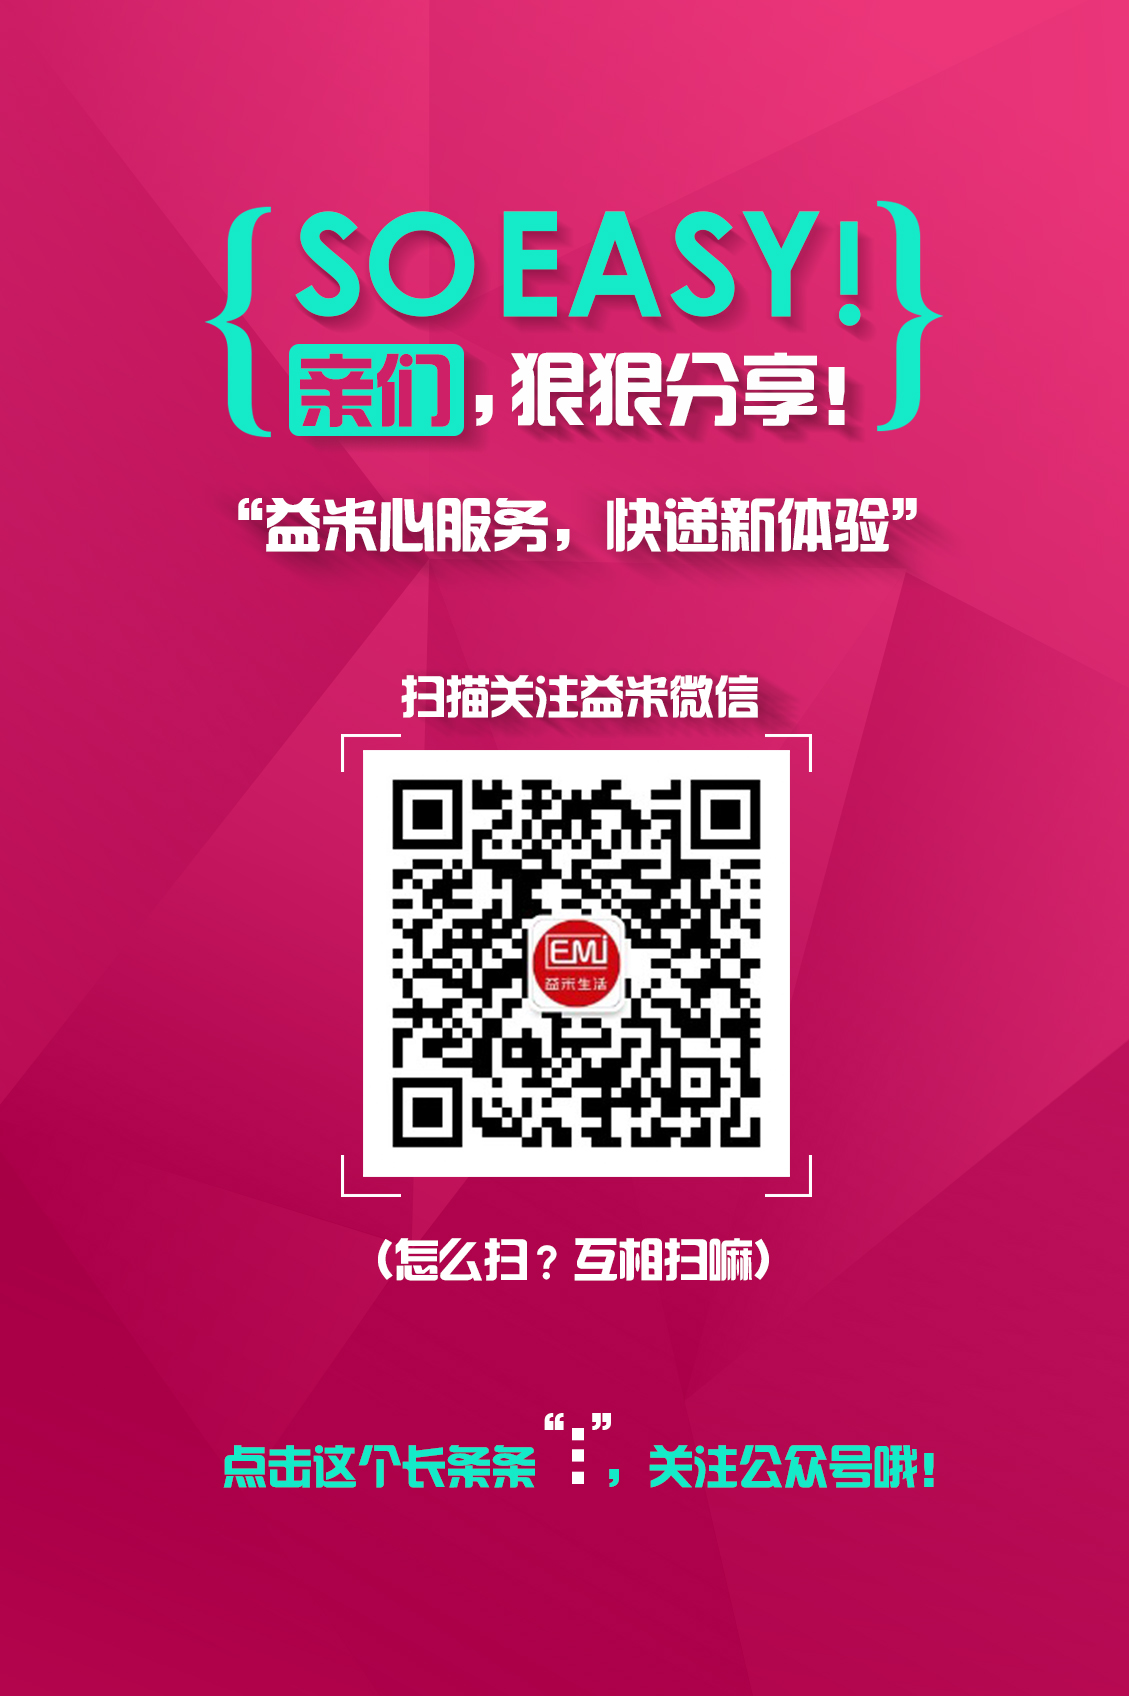 SO EASY!
亲们，狠狠分享！
“益米心服务，快递新体验”
扫描关注益米微信
EMi
益米生活
(怎么扫？互相扫嘛)
点击这个长条条“⋮”，关注公众号哦！